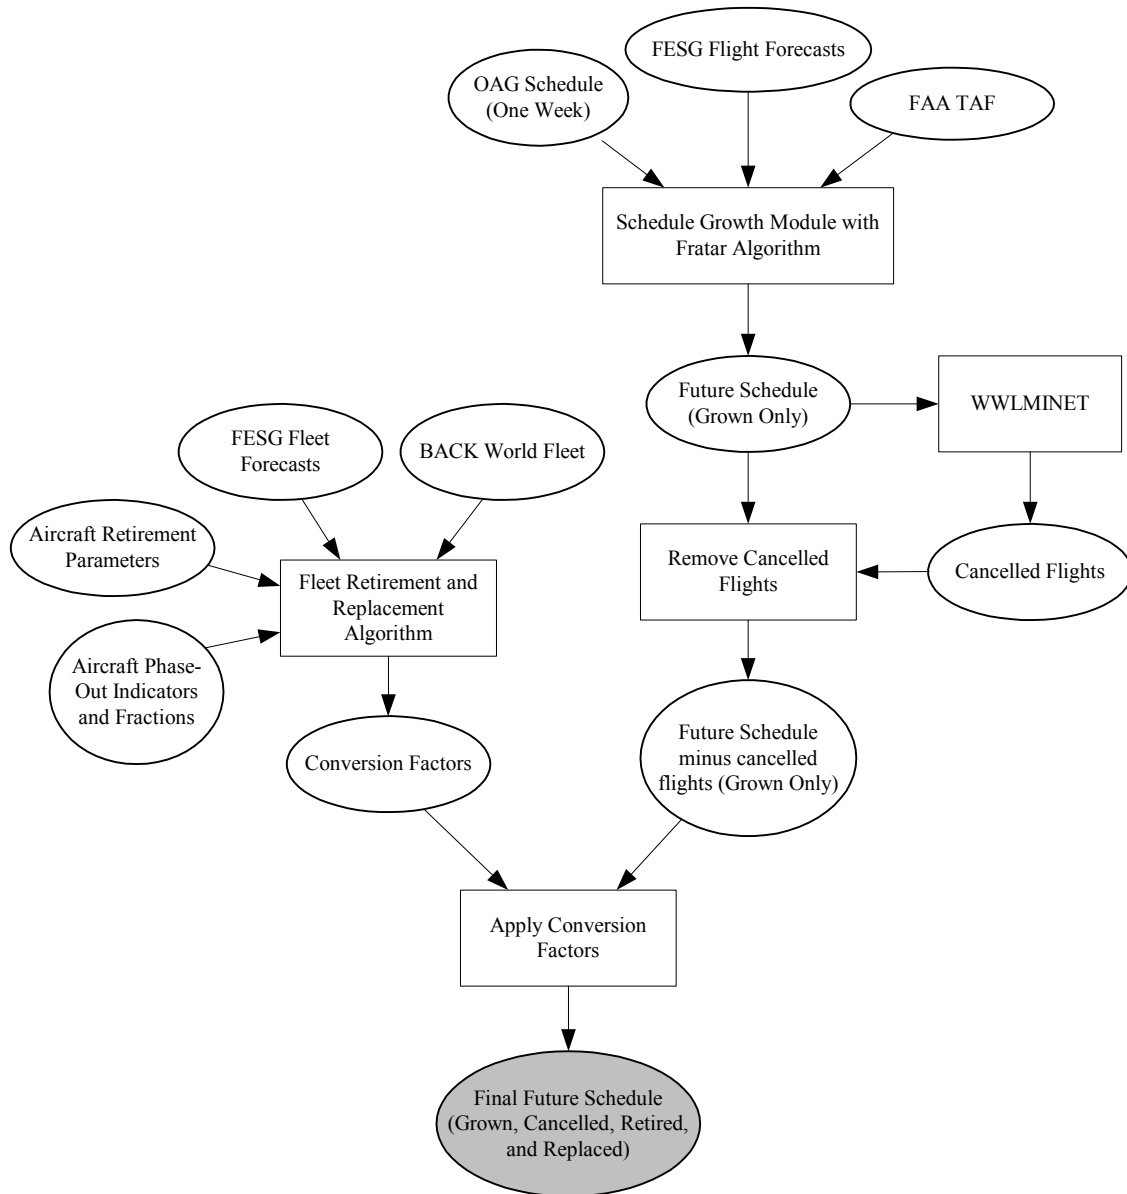 FESG Flight Forecasts
OAG Schedule
(One Week)
FAA TAF
Schedule Growth Module with
Fratar Algorithm
Future Schedule
(Grown Only)
WWLMINET
FESG Fleet
Forecasts
BACK World Fleet
Aircraft Retirement
Parameters
Fleet Retirement and
Replacement
Algorithm
Remove Cancelled
Flights
Cancelled Flights
Aircraft Phase-
Out Indicators
and Fractions
Conversion Factors
Future Schedule
minus cancelled
flights (Grown Only)
Apply Conversion
Factors
Final Future Schedule
(Grown, Cancelled, Retired,
and Replaced)